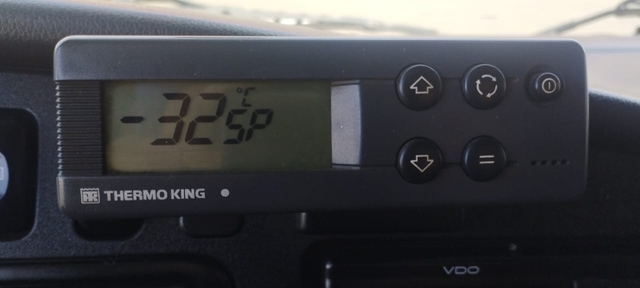 -32 °C SP
THERMO KING
VDO